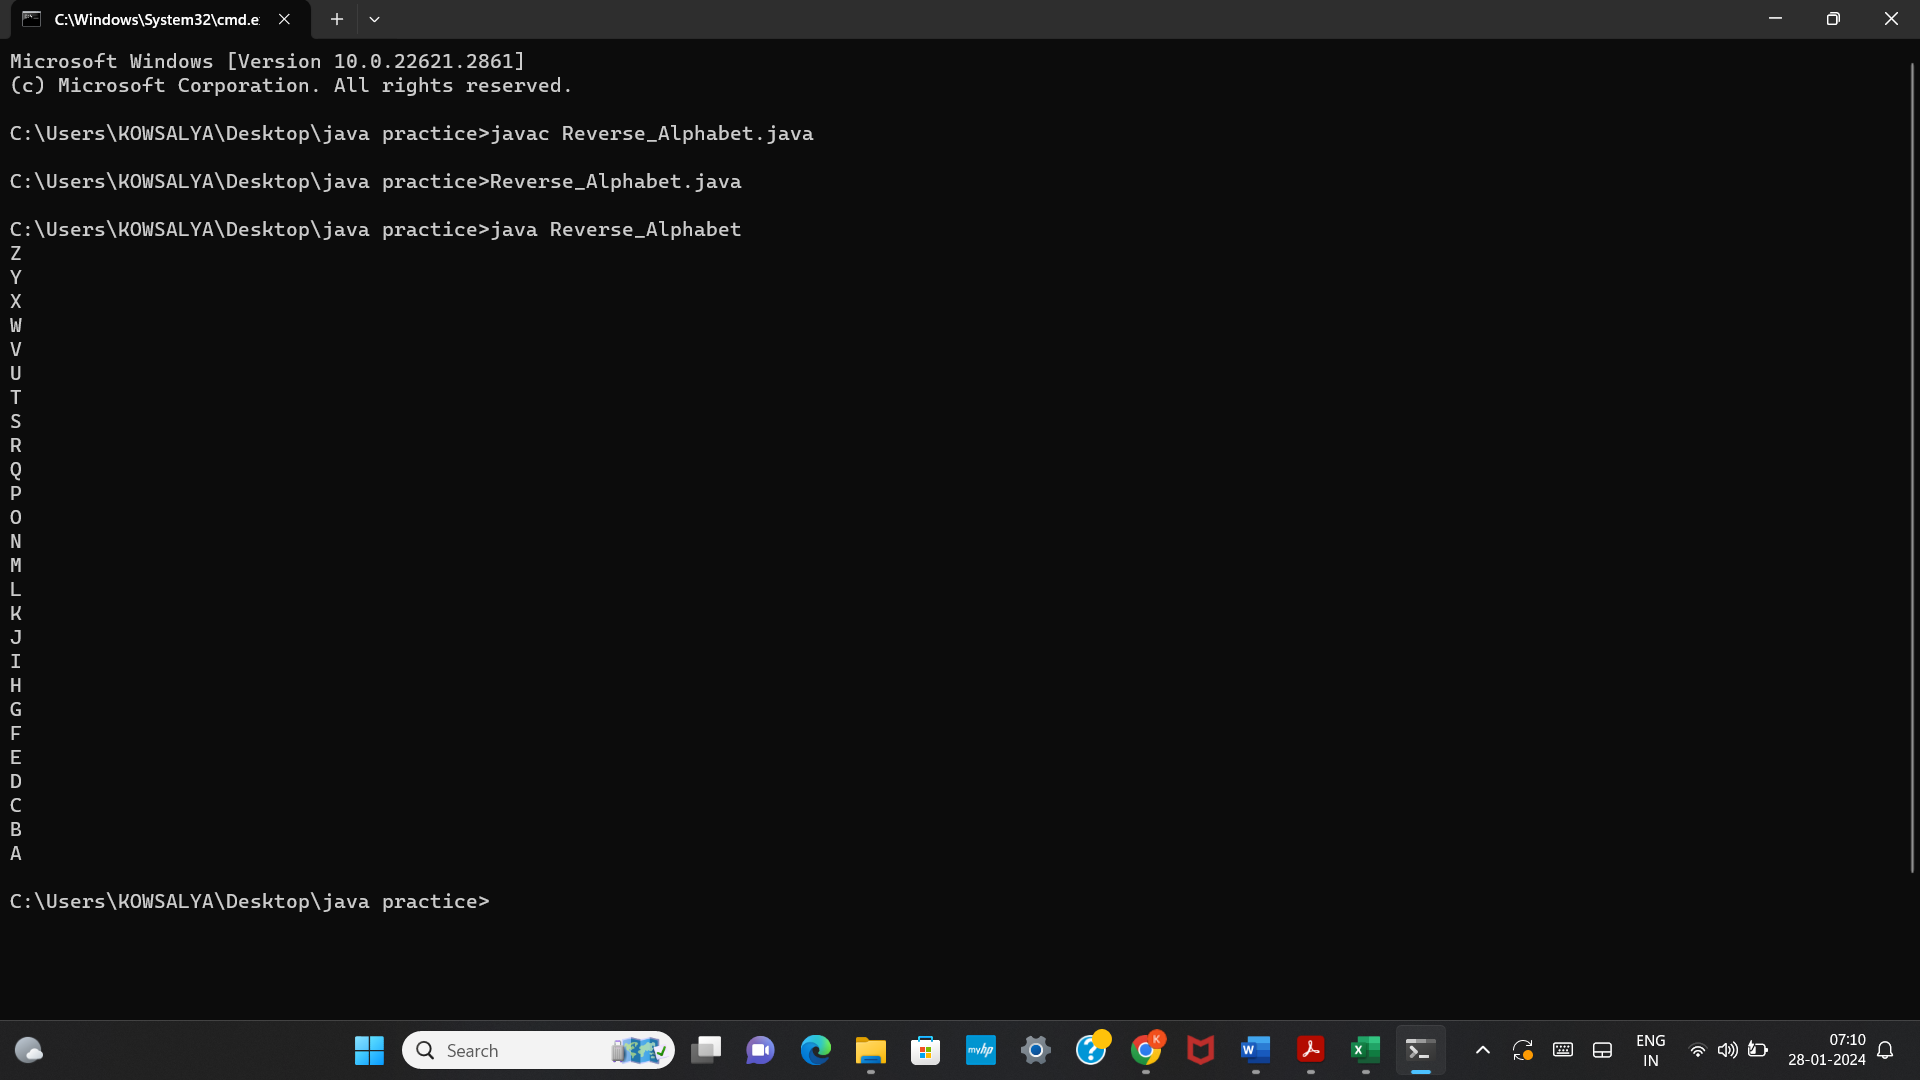 C:\Windows\System32\cmd.e
Microsoft Windows [Version 10.0.22621.2861]
(c) Microsoft Corporation. All rights reserved.
C:\Users\KOWSALYA\Desktop\java practice>javac Reverse_Alphabet.java
C:\Users\KOWSALYA\Desktop\java practice>Reverse_Alphabet.java
C:\Users\KOWSALYA\Desktop\java practice>java Reverse_Alphabet
Z
Y
X
W
V
U
T
S
R
Q
P
O
N
M
L
K
J
I
H
G
F
E
D
C
B
A
C:\Users\KOWSALYA\Desktop\java practice>
Search
myhp
K
W
X
ENG
IN
07:10
28-01-2024